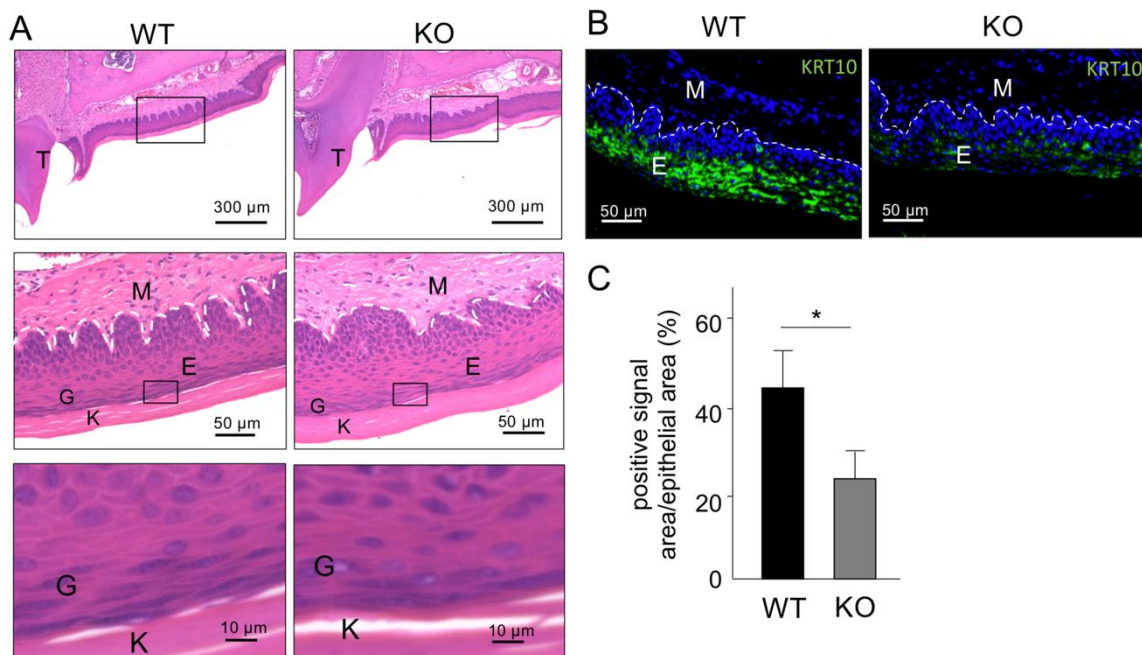 A
WT
KO
T
300 µm
T
300 µm
M
E
G
K
50 µm
M
E
G
K
50 µm
G
K
10 µm
G
K
10 µm
B
WT
KO
KRT10
M
E
50 µm
KRT10
M
E
50 µm
C
positive signal
area/epithelial area (%)
60
40
20
0
*
WT
KO